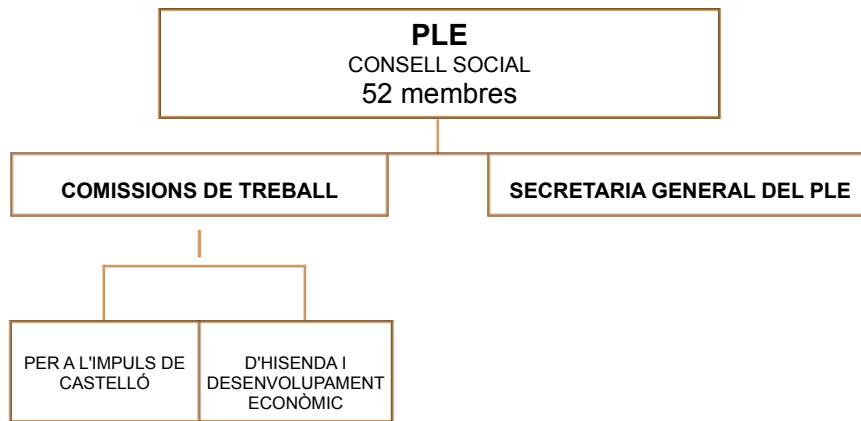 PLE
CONSELL SOCIAL
52 membres
COMISSIONS DE TREBALL
SECRETARIA GENERAL DEL PLE
PER A L'IMPULS DE
CASTELLÓ
D'HISENDA I
DESENVOLUPAMENT
ECONÒMIC